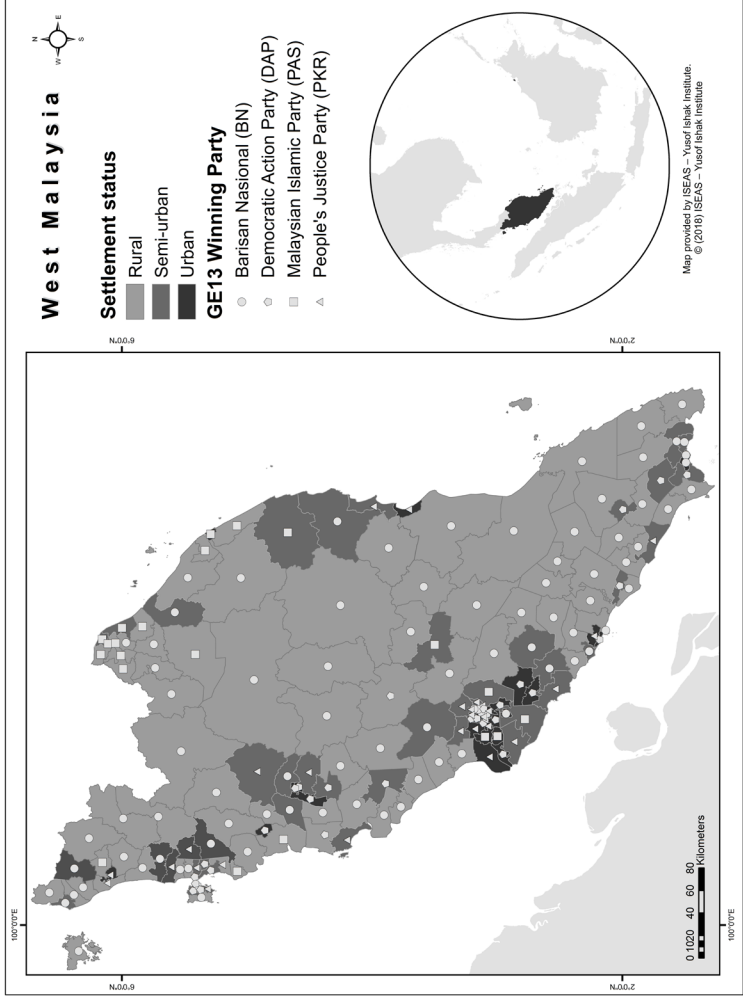 West Malaysia
N
W
E
S
Settlement status
Rural
Semi-urban
Urban
GE13 Winning Party
Barisan Nasional (BN)
Democratic Action Party (DAP)
Malaysian Islamic Party (PAS)
People's Justice Party (PKR)
Map provided by ISEAS – Yusof Ishak Institute.
© (2018) ISEAS – Yusof Ishak Institute
100°0'0"E
100°0'0"E
6°0'0"N
6°0'0"N
2°0'0"N
2°0'0"N
0 10 20 40 60 80
Kilometers